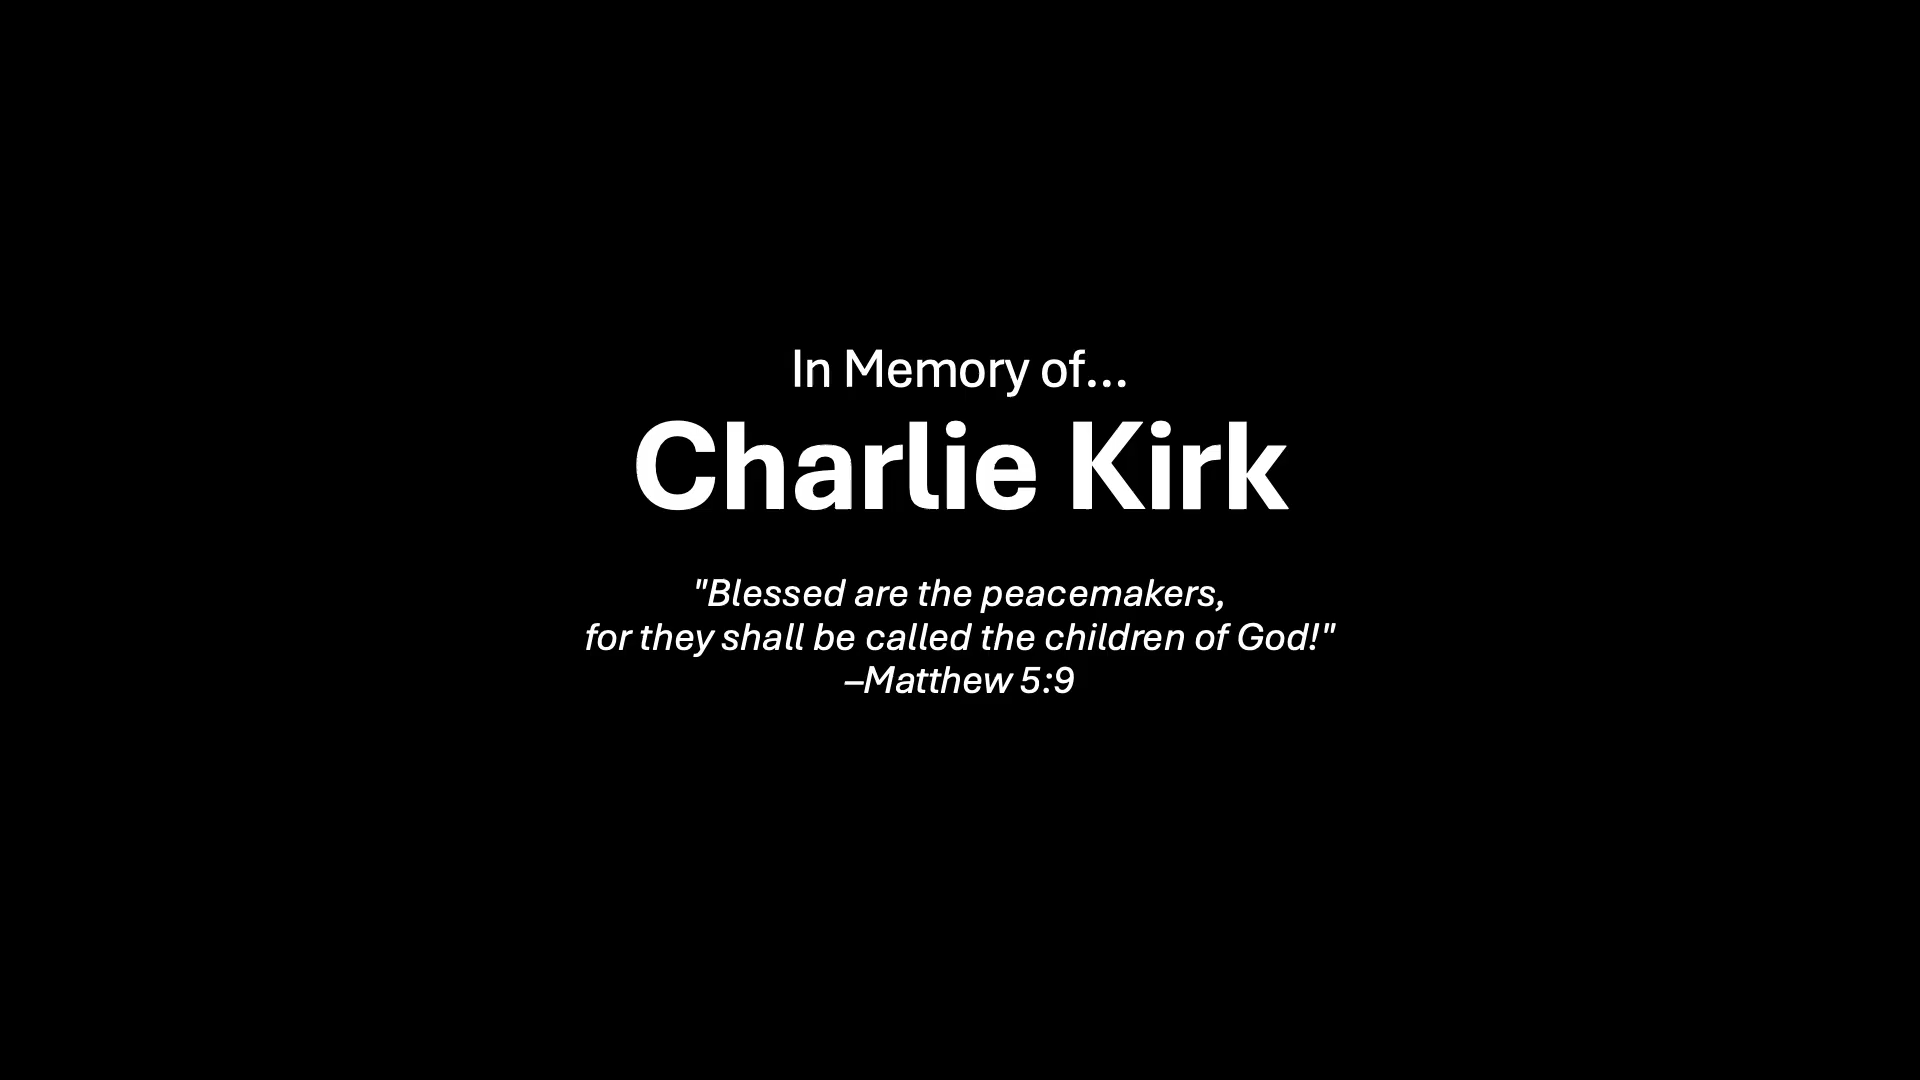 In Memory of...
Charlie Kirk
"Blessed are the peacemakers,
for they shall be called the children of God!"
–Matthew 5:9